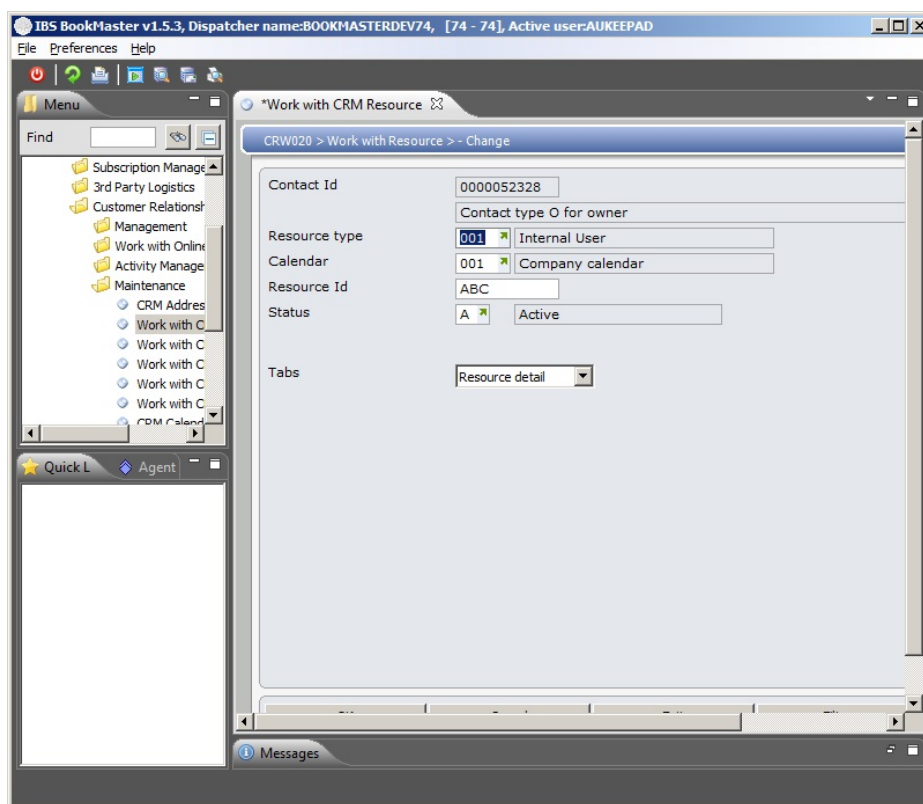 IBS BookMaster v1.5.3, Dispatcher name:BOOKMASTERDEV74, [74 - 74], Active user:AUKEEPAD
File Preferences Help
Menu
*Work with CRM Resource
Find
CRW020 > Work with Resource > - Change
Subscription Manage
3rd Party Logistics
Customer Relationsh
Management
Work with Online
Activity Manage
Maintenance
CRM Addres
Work with C
Work with C
Work with C
Work with C
Work with C
CRM Calend
Contact Id 0000052328
Contact type O for owner
Resource type 001 Internal User
Calendar 001 Company calendar
Resource Id ABC
Status A Active
Tabs Resource detail
Quick L Agent
Messages